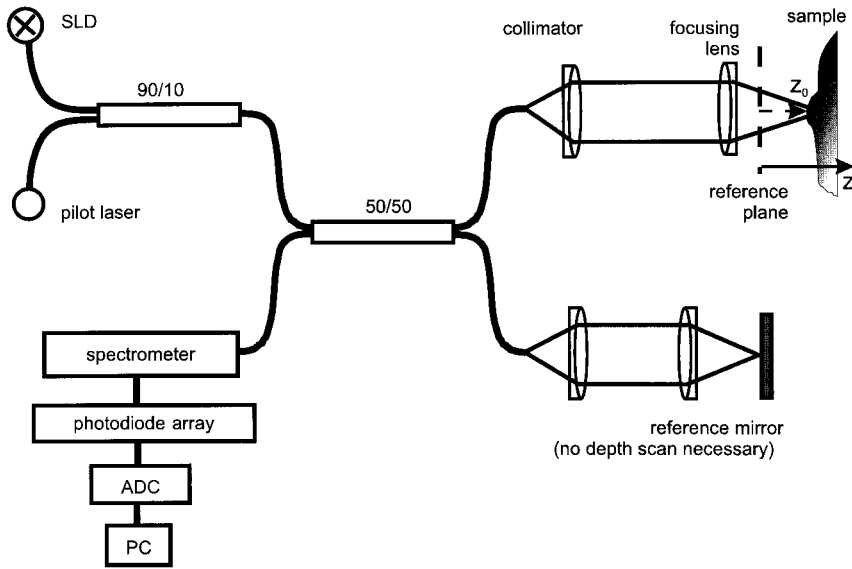 SLD
90/10
pilot laser
50/50
collimator
focusing
lens
sample
Z0
Z
reference
plane
spectrometer
photodiode array
ADC
PC
reference mirror
(no depth scan necessary)